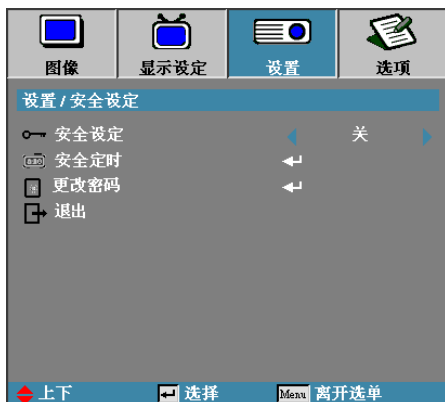 图像 显示设定 设置 选项
设置 / 安全设定
安全设定 关
安全定时
更改密码
退出
上下 选择 Menu 离开选单